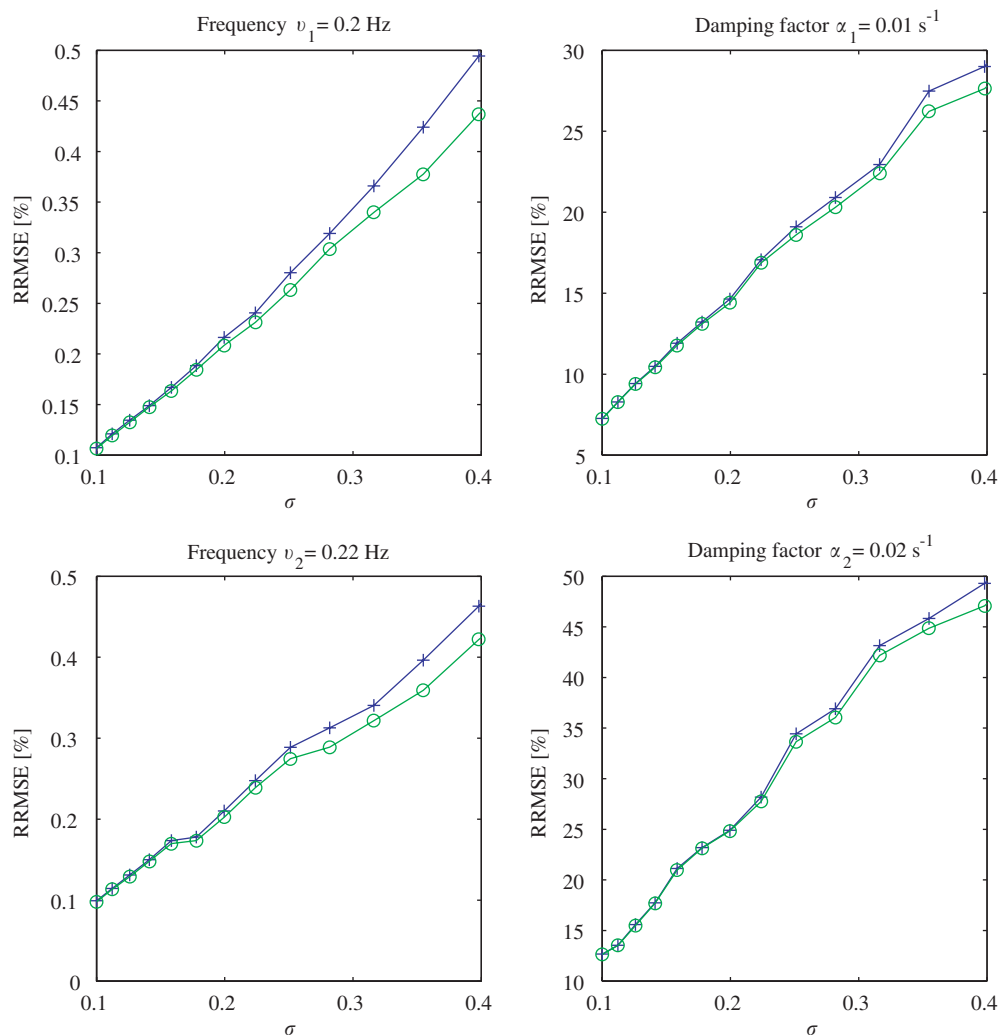 Frequency υ₁= 0.2 Hz
0.5
0.45
0.4
0.35
0.3
0.25
0.2
0.15
0.1
RRMSE [%]
0.1 0.2 0.3 0.4
σ
Damping factor α₁= 0.01 s⁻¹
30
25
20
15
10
5
RRMSE [%]
0.1 0.2 0.3 0.4
σ
Frequency υ₂= 0.22 Hz
0.5
0.4
0.3
0.2
0.1
0
RRMSE [%]
0.1 0.2 0.3 0.4
σ
Damping factor α₂= 0.02 s⁻¹
50
45
40
35
30
25
20
15
10
RRMSE [%]
0.1 0.2 0.3 0.4
σ